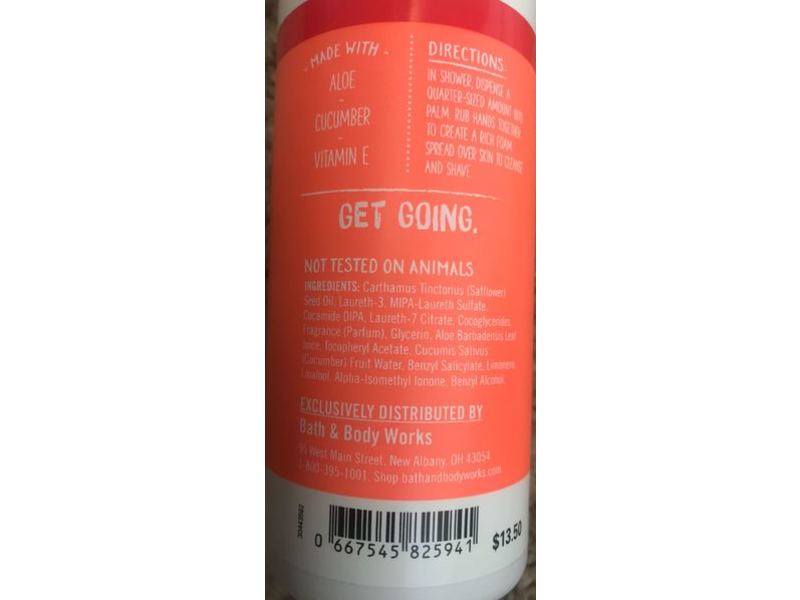 - MADE WITH -
ALOE
-
CUCUMBER
-
VITAMIN E
DIRECTIONS:
IN SHOWER, DISPENSE A
QUARTER-SIZED AMOUNT INTO
PALM. RUB HANDS TOGETHER
TO CREATE A RICH FOAM.
SPREAD OVER SKIN TO CLEANSE
AND SHAVE.
GET GOING.
NOT TESTED ON ANIMALS
INGREDIENTS: Carthamus Tinctorius (Safflower)
Seed Oil, Laureth-3, MIPA-Laureth Sulfate,
Cocamide DIPA, Laureth-7 Citrate, Cocoglycerides,
Fragrance (Parfum), Glycerin, Aloe Barbadensis Leaf
Juice, Tocopheryl Acetate, Cucumis Sativus
(Cucumber) Fruit Water, Benzyl Salicylate, Limonene,
Linalool, Alpha-Isomethyl Ionone, Benzyl Alcohol.
EXCLUSIVELY DISTRIBUTED BY
Bath & Body Works
95 West Main Street, New Albany, OH 43054
1-800-395-1001. Shop bathandbodyworks.com
0 667545 825941
$13.50